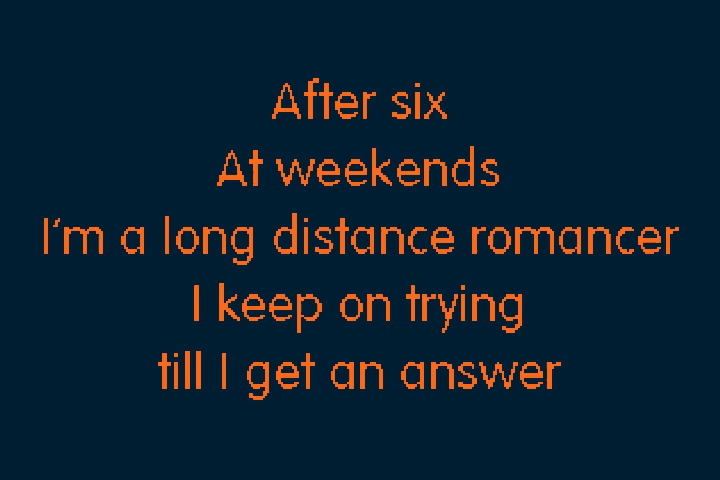 After six
At weekends
I'm a long distance romancer
I keep on trying
till I get an answer